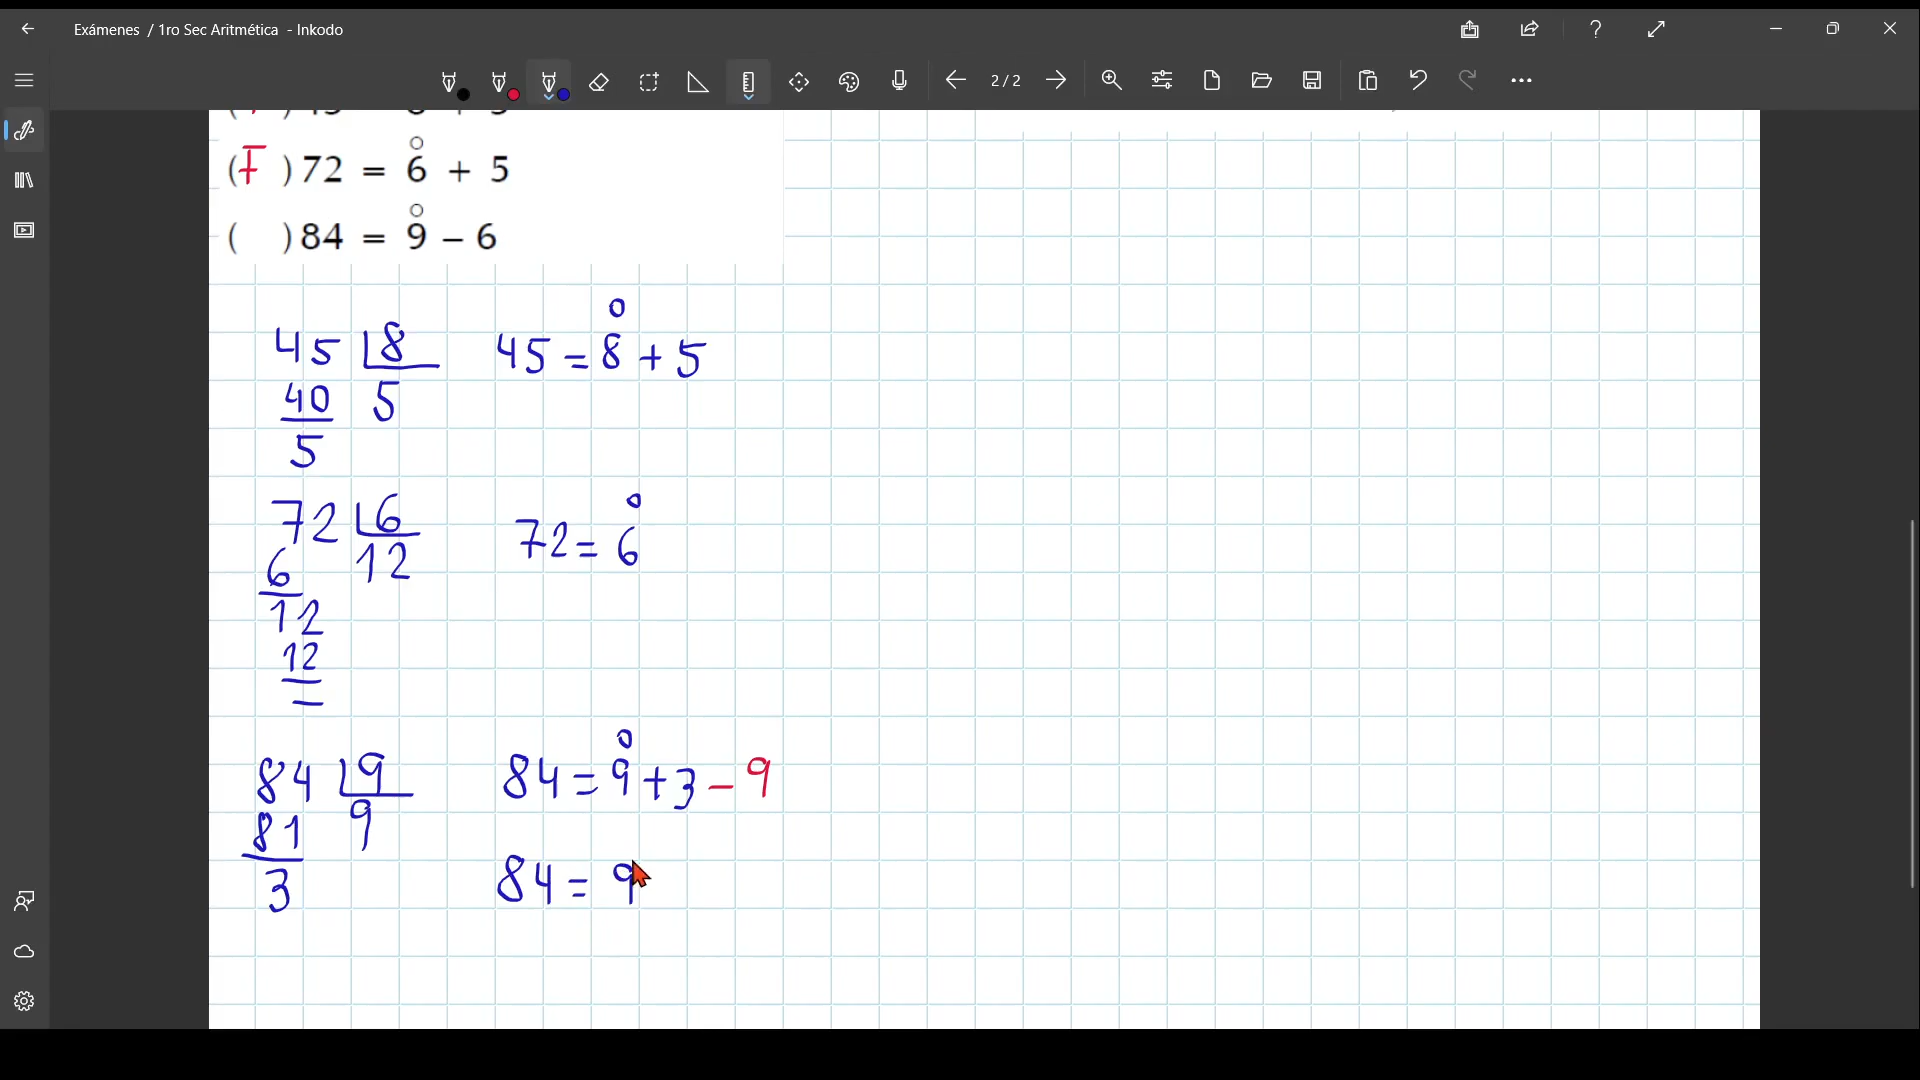 Exámenes / 1ro Sec Aritmética - Inkodo
2 / 2
(F) 72 = 6̊ + 5
( ) 84 = 9̊ – 6
45 8 45 = 8̊ + 5
40 5
5
72 6 72 = 6̊
6 12
12
12
84 9 84 = 9̊ + 3 - 9
81 9
3 84 = 9